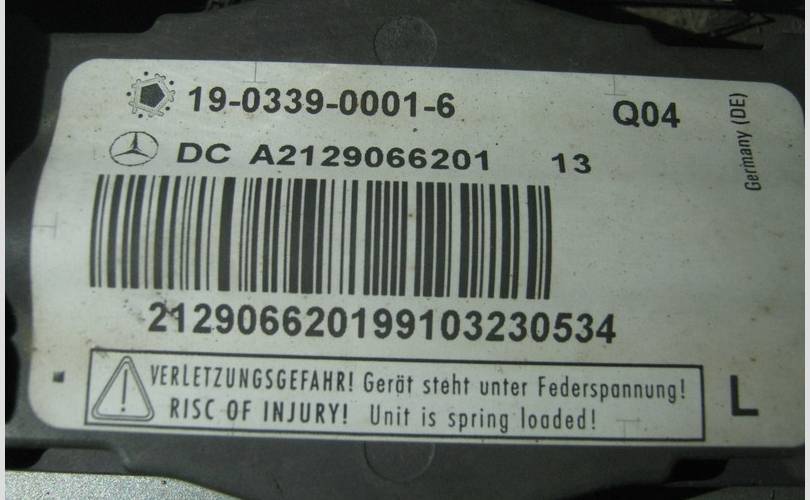 19-0339-0001-6 Q04
Germany (DE)
DC A2129066201 13
212906620199103230534
VERLETZUNGSGEFAHR! Gerät steht unter Federspannung!
RISC OF INJURY! Unit is spring loaded!
L